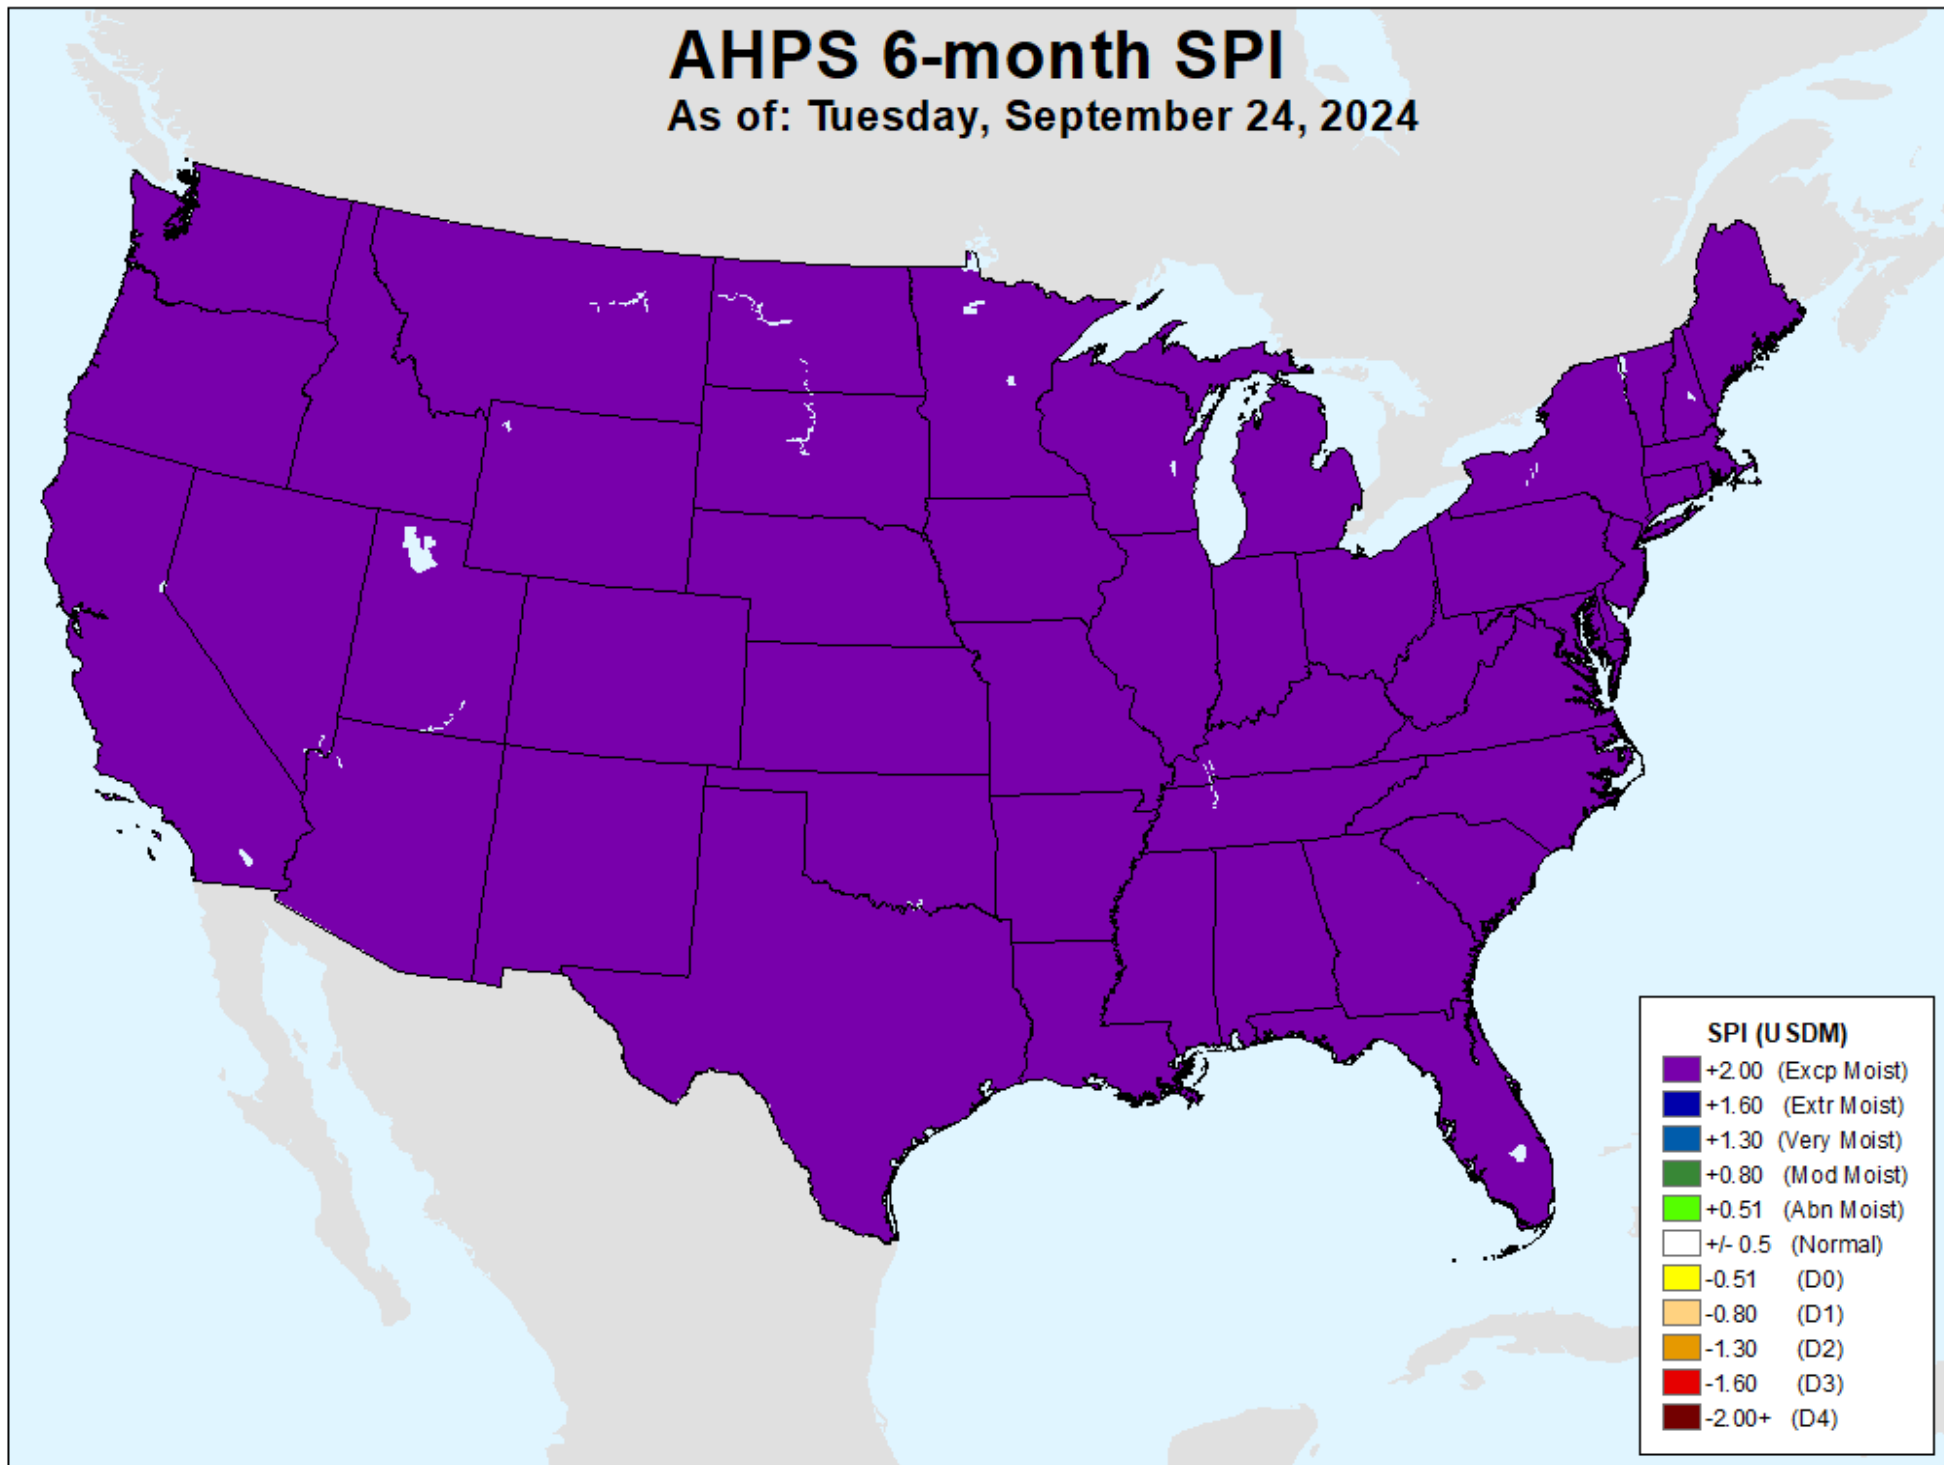 AHPS 6-month SPI
As of: Tuesday, September 24, 2024
SPI (USDM)
+2.00 (Excp Moist)
+1.60 (Extr Moist)
+1.30 (Very Moist)
+0.80 (Mod Moist)
+0.51 (Abn Moist)
+/- 0.5 (Normal)
-0.51 (D0)
-0.80 (D1)
-1.30 (D2)
-1.60 (D3)
-2.00+ (D4)